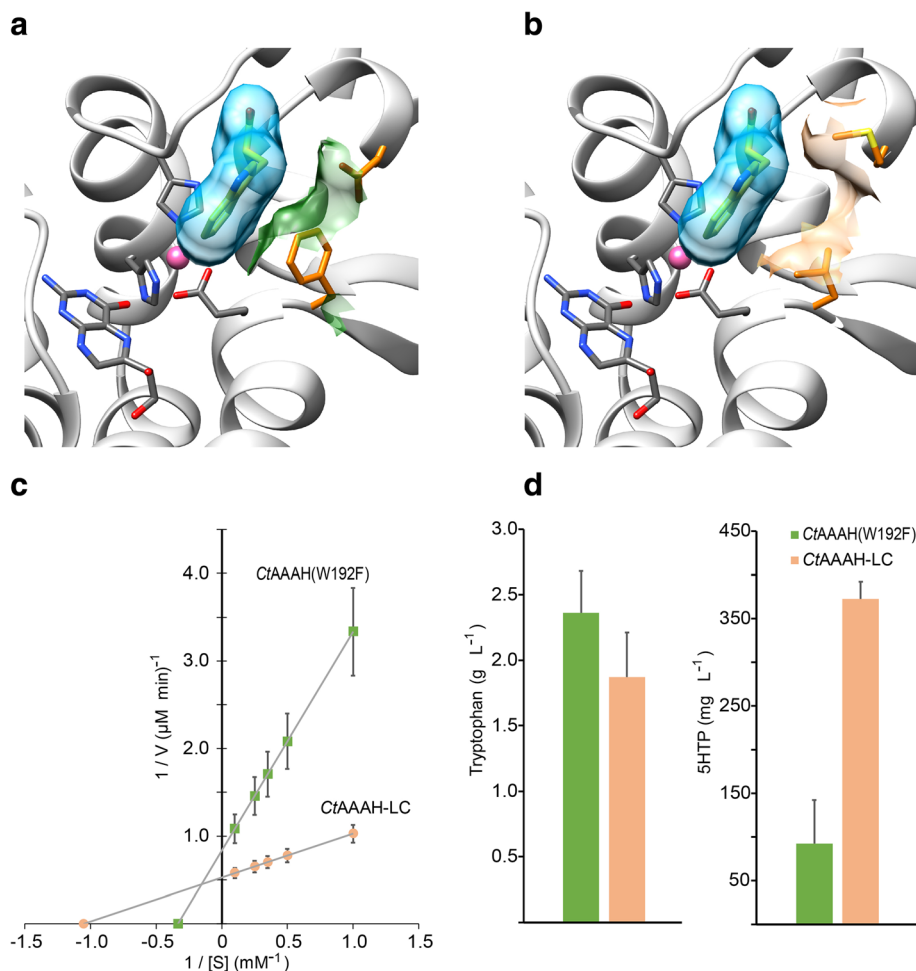 a
b
c
CtAAAH(W192F)
4.0
3.0
1 / V (µM min)⁻¹
2.0
CtAAAH-LC
1.0
-1.5
-1.0
-0.5
0
0.5
1.0
1.5
1 / [S] (mM⁻¹)
d
3.0
2.5
2.0
1.5
1.0
0.5
Tryptophan (g L⁻¹)
450
350
250
150
50
5HTP (mg L⁻¹)
CtAAAH(W192F)
CtAAAH-LC